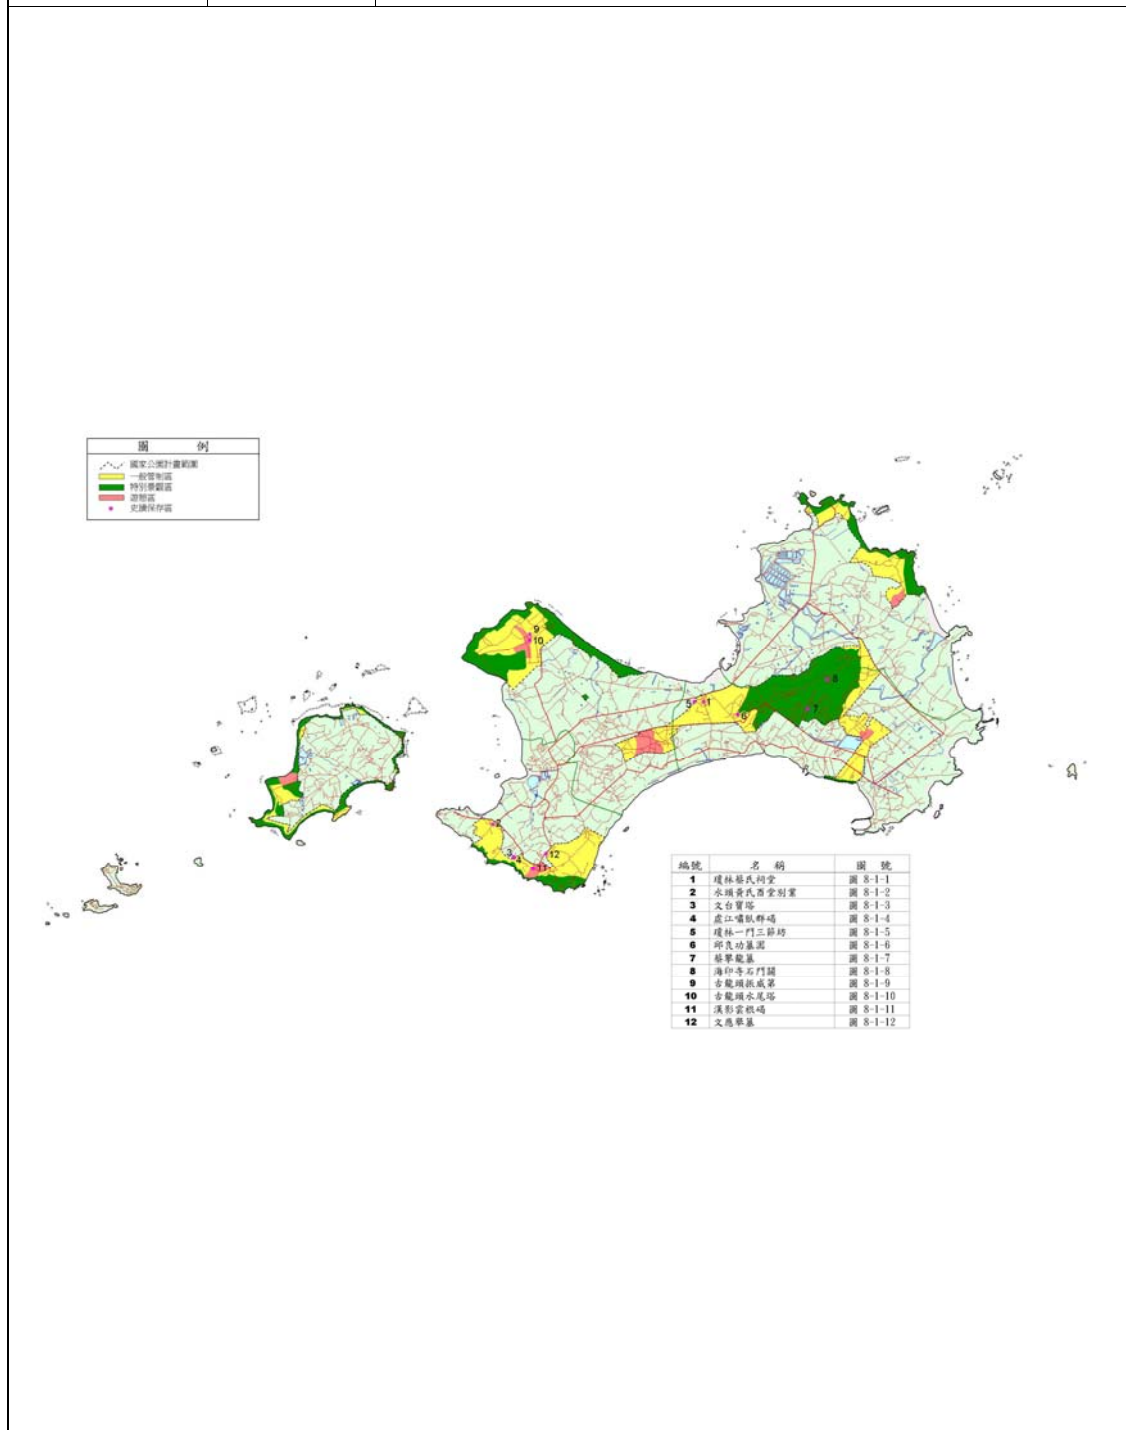 圖 例
國家公園計畫範圍
一般管制區
特別景觀區
遊憩區
史蹟保存區
9
10
8
5
1
6
7
2
3
4
12
11
編號 名 稱 圖 號
1 瓊林蔡氏祠堂 圖 8-1-1
2 水頭黃氏酉堂別業 圖 8-1-2
3 文台寶塔 圖 8-1-3
4 虛江嘯臥群碣 圖 8-1-4
5 瓊林一門三節坊 圖 8-1-5
6 邱良功墓園 圖 8-1-6
7 蔡攀龍墓 圖 8-1-7
8 海印寺石門關 圖 8-1-8
9 古龍頭振威第 圖 8-1-9
10 古龍頭水尾塔 圖 8-1-10
11 漢影雲根碣 圖 8-1-11
12 文應舉墓 圖 8-1-12